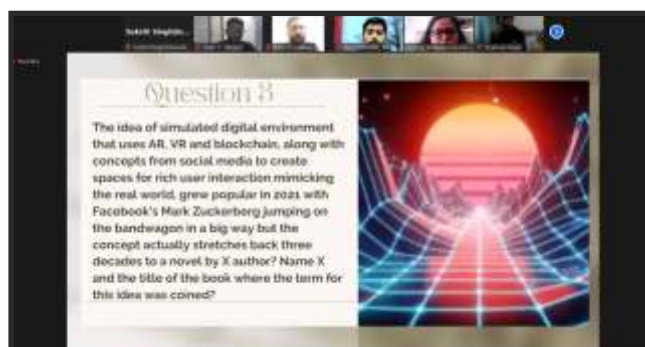 Question 3
The idea of simulated digital environment
that uses AR, VR and blockchain, along with
concepts from social media to create
spaces for rich user interaction mimicking
the real world, grew popular in 2021 with
Facebook's Mark Zuckerberg jumping on
the bandwagon in a big way but the
concept actually stretches back three
decades to a novel by X author? Name X
and the title of the book where the term for
this idea was coined?